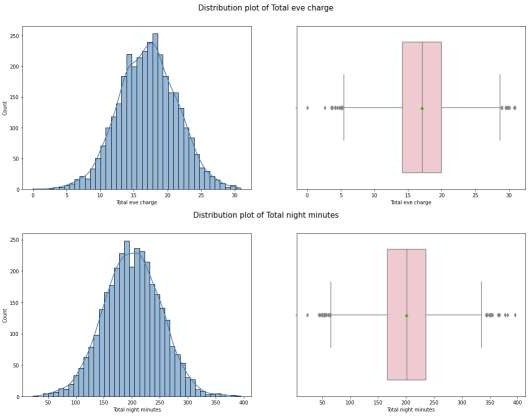 Distribution plot of Total eve charge
250
200
150
100
50
0
Count
0 5 10 15 20 25 30
Total eve charge
0 5 10 15 20 25 30
Total eve charge
Distribution plot of Total night minutes
250
200
150
100
50
0
Count
50 100 150 200 250 300 350 400
Total night minutes
50 100 150 200 250 300 350 400
Total night minutes